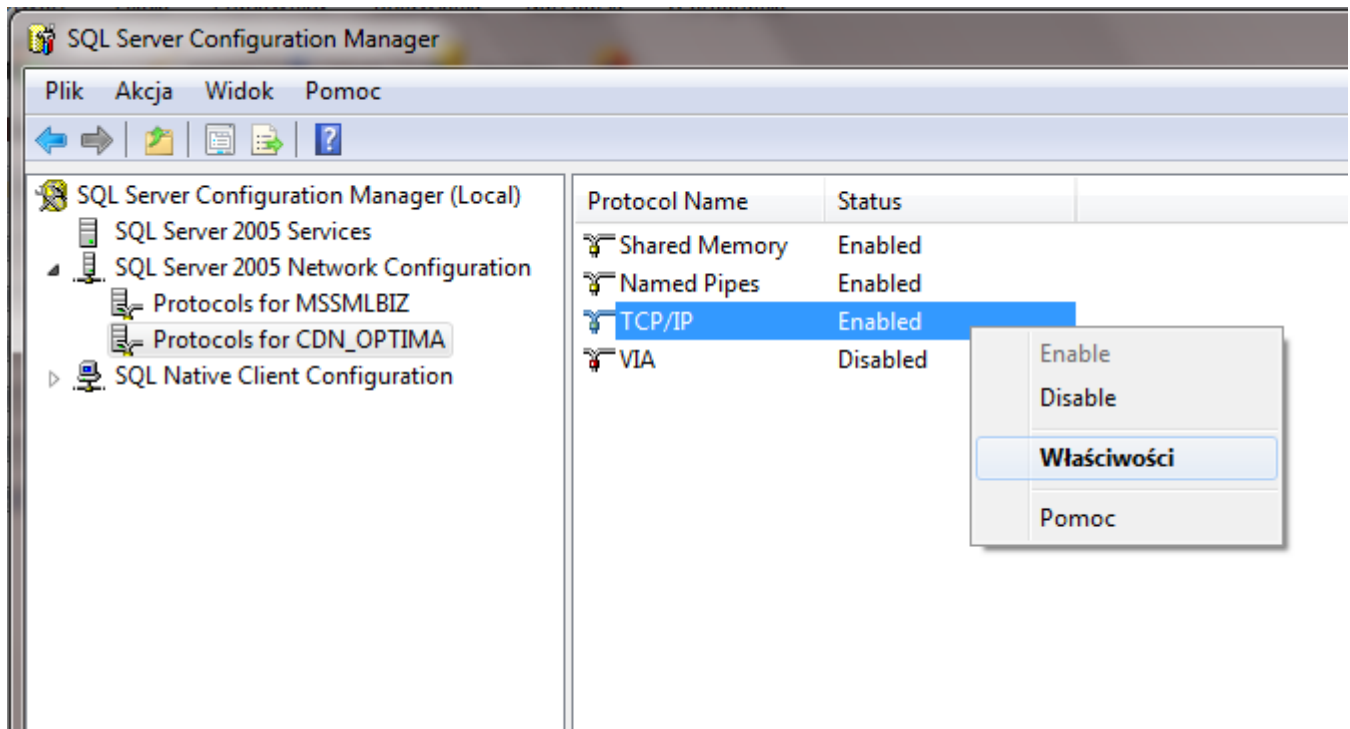 SQL Server Configuration Manager
Plik Akcja Widok Pomoc
SQL Server Configuration Manager (Local)
SQL Server 2005 Services
SQL Server 2005 Network Configuration
Protocols for MSSMLBIZ
Protocols for CDN_OPTIMA
SQL Native Client Configuration
Protocol Name Status
Shared Memory Enabled
Named Pipes Enabled
TCP/IP Enabled
VIA Disabled
Enable
Disable
Właściwości
Pomoc